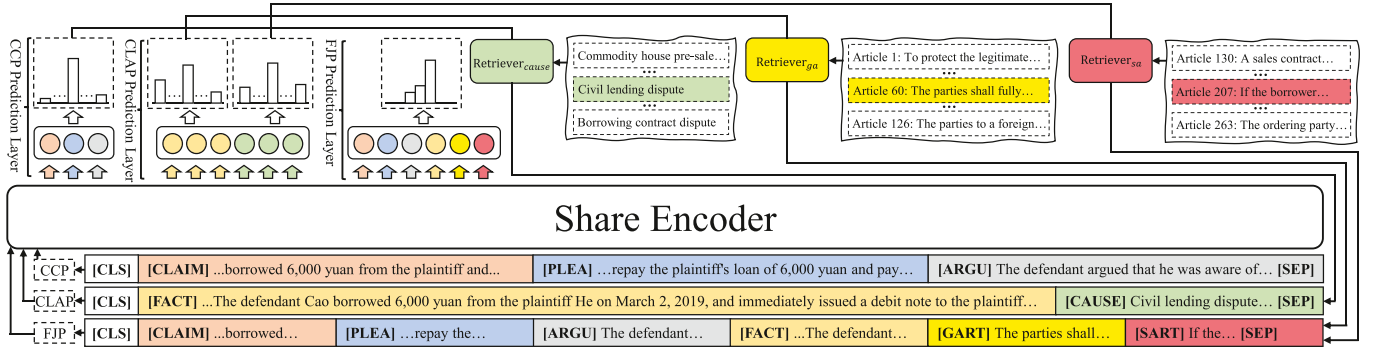 CCP Prediction Layer
CLAP Prediction Layer
FJP Prediction Layer
Retriever_cause
Commodity house pre-sale…
...
Civil lending dispute
...
Borrowing contract dispute
Retriever_ga
Article 1: To protect the legitimate…
...
Article 60: The parties shall fully…
...
Article 126: The parties to a foreign…
Retriever_sa
Article 130: A sales contract…
...
Article 207: If the borrower…
...
Article 263: The ordering party…
Share Encoder
CCP [CLS] [CLAIM] ...borrowed 6,000 yuan from the plaintiff and... [PLEA] …repay the plaintiff's loan of 6,000 yuan and pay… [ARGU] The defendant argued that he was aware of… [SEP]
CLAP [CLS] [FACT] ...The defendant Cao borrowed 6,000 yuan from the plaintiff He on March 2, 2019, and immediately issued a debit note to the plaintiff… [CAUSE] Civil lending dispute… [SEP]
FJP [CLS] [CLAIM] ...borrowed… [PLEA] …repay the… [ARGU] The defendant… [FACT] ...The defendant… [GART] The parties shall… [SART] If the… [SEP]